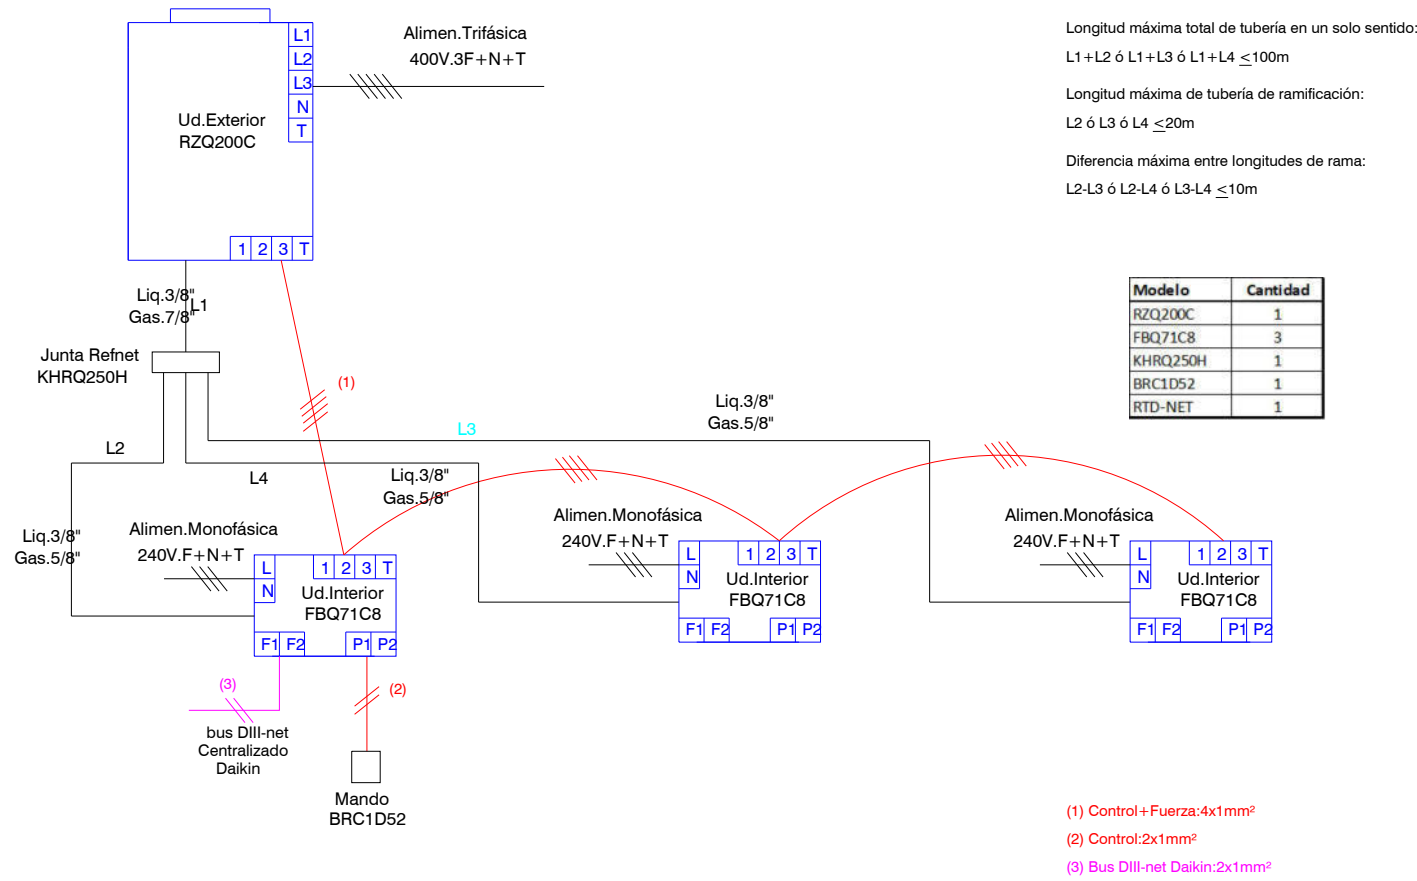 L1
L2
L3
N
T
Alimen.Trifásica
400V.3F+N+T
Ud.Exterior
RZQ200C
1 2 3 T
Longitud máxima total de tubería en un solo sentido:
L1+L2 ó L1+L3 ó L1+L4 ≤100m
Longitud máxima de tubería de ramificación:
L2 ó L3 ó L4 ≤20m
Diferencia máxima entre longitudes de rama:
L2-L3 ó L2-L4 ó L3-L4 ≤10m
Modelo Cantidad
RZQ200C 1
FBQ71C8 3
KHRQ250H 1
BRC1D52 1
RTD-NET 1
Liq.3/8"
Gas.7/8"
L1
Junta Refnet
KHRQ250H
(1)
L2
L4
L3
Liq.3/8"
Gas.5/8"
Liq.3/8"
Gas.5/8"
Liq.3/8"
Gas.5/8"
Alimen.Monofásica
240V.F+N+T
L
N
1 2 3 T
Ud.Interior
FBQ71C8
F1 F2 P1 P2
Alimen.Monofásica
240V.F+N+T
L
N
1 2 3 T
Ud.Interior
FBQ71C8
F1 F2 P1 P2
Alimen.Monofásica
240V.F+N+T
L
N
1 2 3 T
Ud.Interior
FBQ71C8
F1 F2 P1 P2
(3)
bus DIII-net
Centralizado
Daikin
(2)
Mando
BRC1D52
(1) Control+Fuerza:4x1mm²
(2) Control:2x1mm²
(3) Bus DIII-net Daikin:2x1mm²